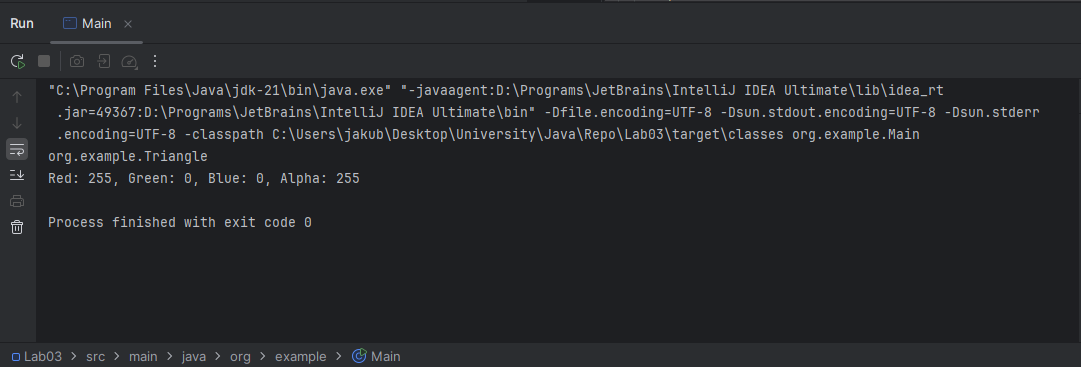 Run Main ×
"C:\Program Files\Java\jdk-21\bin\java.exe" "-javaagent:D:\Programs\JetBrains\IntelliJ IDEA Ultimate\lib\idea_rt
.jar=49367:D:\Programs\JetBrains\IntelliJ IDEA Ultimate\bin" -Dfile.encoding=UTF-8 -Dsun.stdout.encoding=UTF-8 -Dsun.stderr
.encoding=UTF-8 -classpath C:\Users\jakub\Desktop\University\Java\Repo\Lab03\target\classes org.example.Main
org.example.Triangle
Red: 255, Green: 0, Blue: 0, Alpha: 255
Process finished with exit code 0
Lab03 > src > main > java > org > example > Main